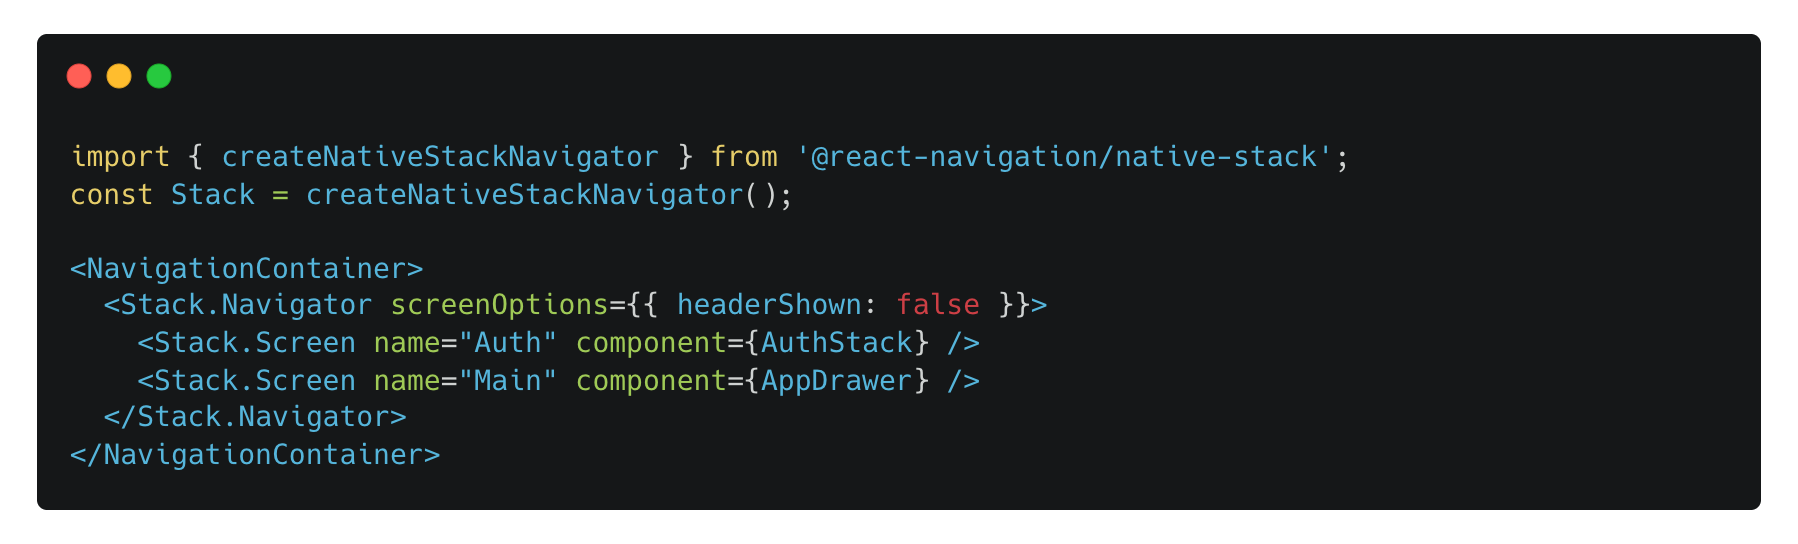 import { createNativeStackNavigator } from '@react-navigation/native-stack';
const Stack = createNativeStackNavigator();

<NavigationContainer>
  <Stack.Navigator screenOptions={{ headerShown: false }}>
    <Stack.Screen name="Auth" component={AuthStack} />
    <Stack.Screen name="Main" component={AppDrawer} />
  </Stack.Navigator>
</NavigationContainer>